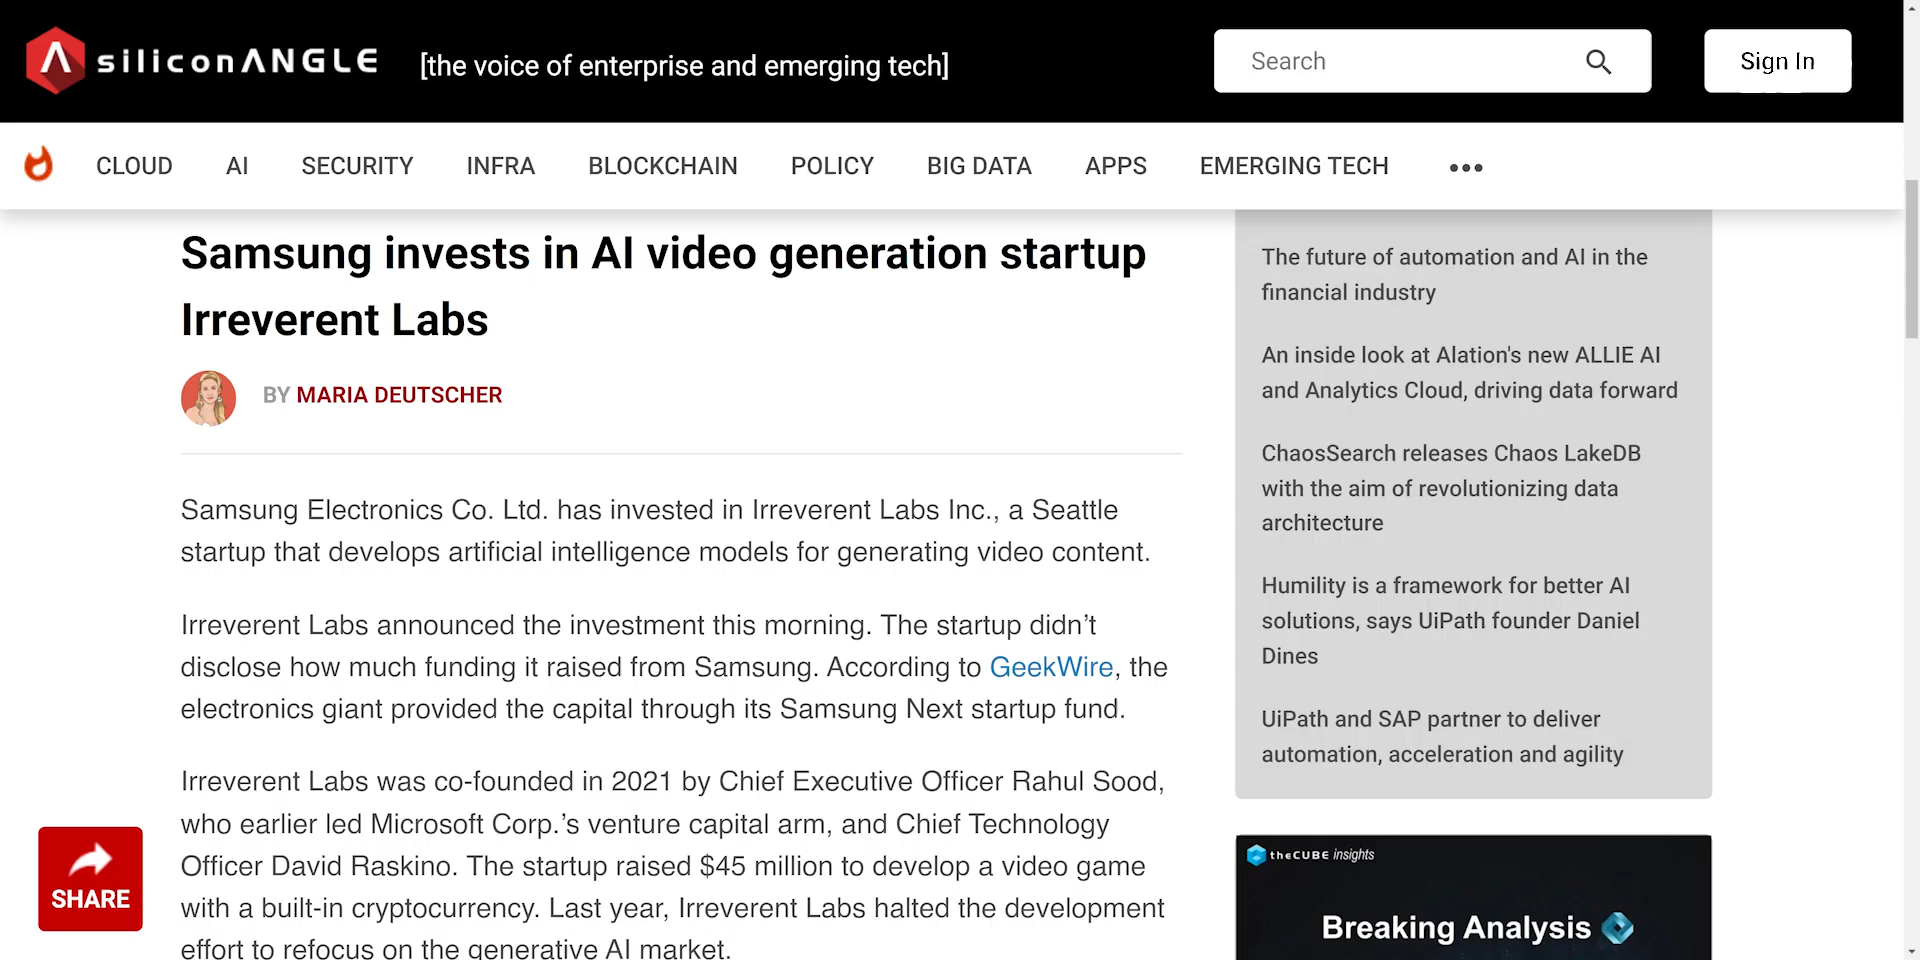 siliconANGLE
[the voice of enterprise and emerging tech]
Search
Sign In
CLOUD
AI
SECURITY
INFRA
BLOCKCHAIN
POLICY
BIG DATA
APPS
EMERGING TECH
Samsung invests in AI video generation startup
Irreverent Labs
BY MARIA DEUTSCHER
Samsung Electronics Co. Ltd. has invested in Irreverent Labs Inc., a Seattle
startup that develops artificial intelligence models for generating video content.
Irreverent Labs announced the investment this morning. The startup didn’t
disclose how much funding it raised from Samsung. According to GeekWire, the
electronics giant provided the capital through its Samsung Next startup fund.
Irreverent Labs was co-founded in 2021 by Chief Executive Officer Rahul Sood,
who earlier led Microsoft Corp.’s venture capital arm, and Chief Technology
Officer David Raskino. The startup raised $45 million to develop a video game
with a built-in cryptocurrency. Last year, Irreverent Labs halted the development
effort to refocus on the generative AI market.
SHARE
The future of automation and AI in the
financial industry
An inside look at Alation's new ALLIE AI
and Analytics Cloud, driving data forward
ChaosSearch releases Chaos LakeDB
with the aim of revolutionizing data
architecture
Humility is a framework for better AI
solutions, says UiPath founder Daniel
Dines
UiPath and SAP partner to deliver
automation, acceleration and agility
theCUBE insights
Breaking Analysis